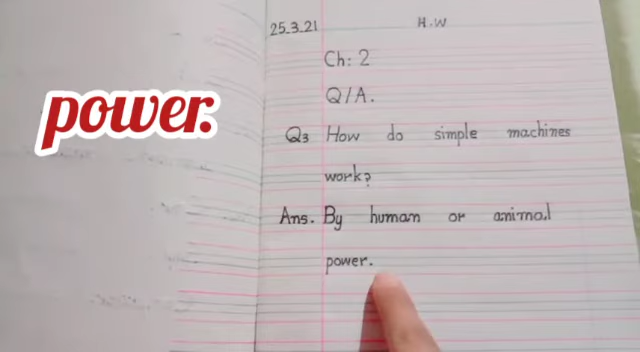 power.
25.3.21 H.W
Ch: 2
Q/A.
Q3 How do simple machines
work?
Ans. By human or animal
power.